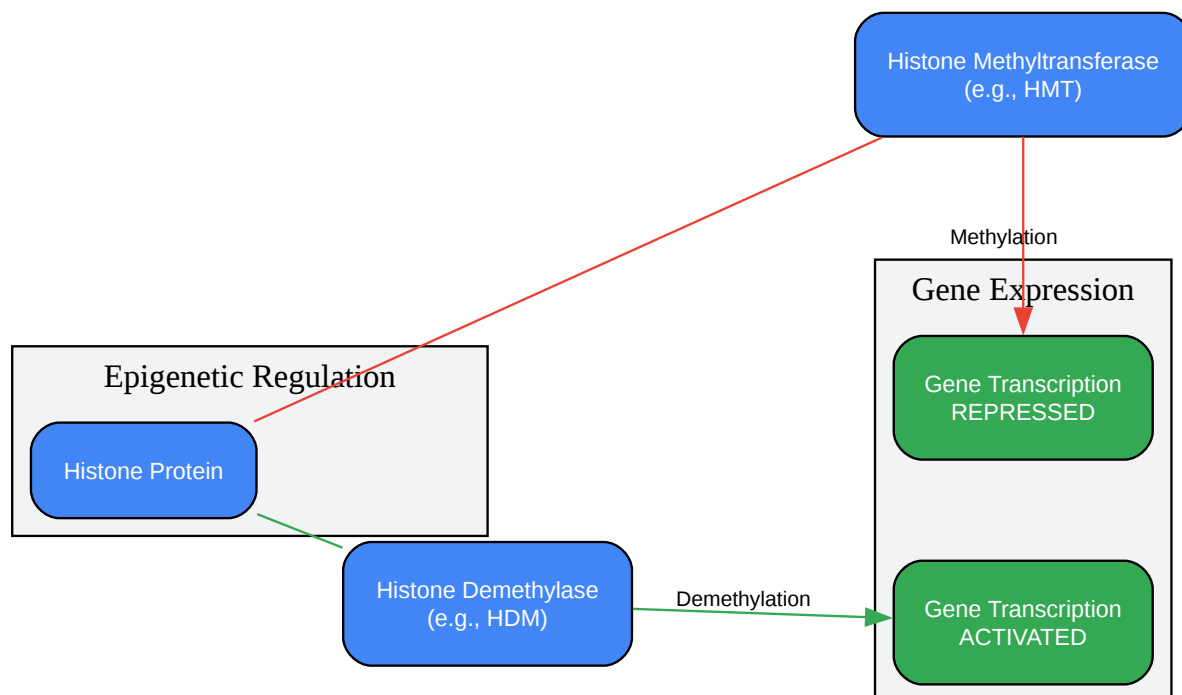 Histone Methyltransferase
(e.g., HMT)
Methylation
Gene Expression
Gene Transcription
REPRESSED
Epigenetic Regulation
Histone Protein
Histone Demethylase
(e.g., HDM)
Demethylation
Gene Transcription
ACTIVATED